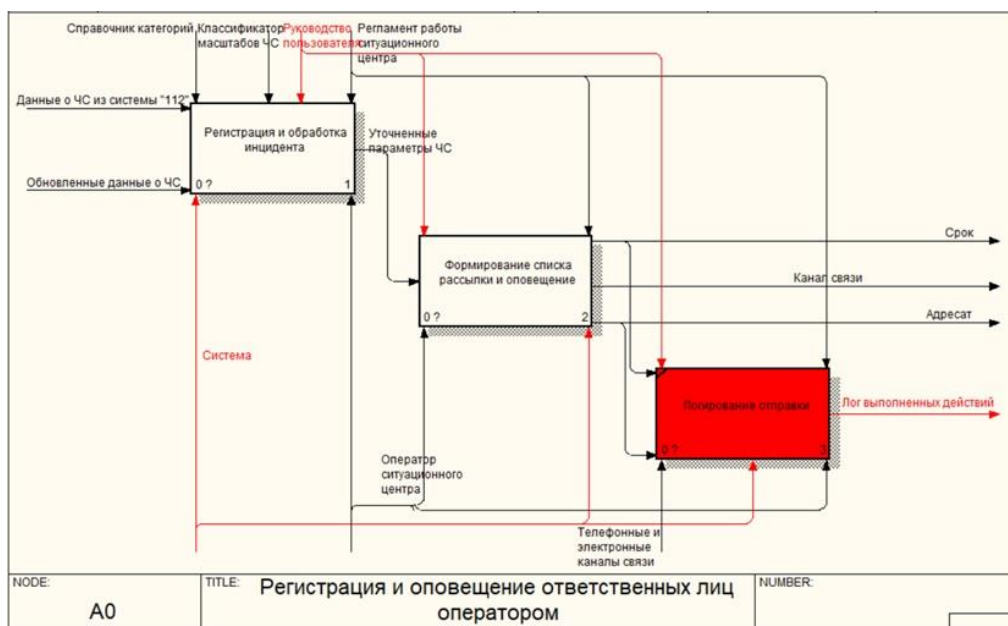 Справочник категорий
Классификатор
масштабов ЧС
Руководство
пользователя
Регламент работы
ситуационного
центра
Данные о ЧС из системы "112"
Регистрация и обработка
инцидента
0 ?
1
Уточненные
параметры ЧС
Обновленные данные о ЧС
Срок
Формирование списка
рассылки и оповещение
0 ?
2
Канал связи
Адресат
Система
Логирование отправки
0 ?
3
Лог выполненных действий
Оператор
ситуационного
центра
Телефонные и
электронные
каналы связи
NODE:
A0
TITLE:
Регистрация и оповещение ответственных лиц
оператором
NUMBER: